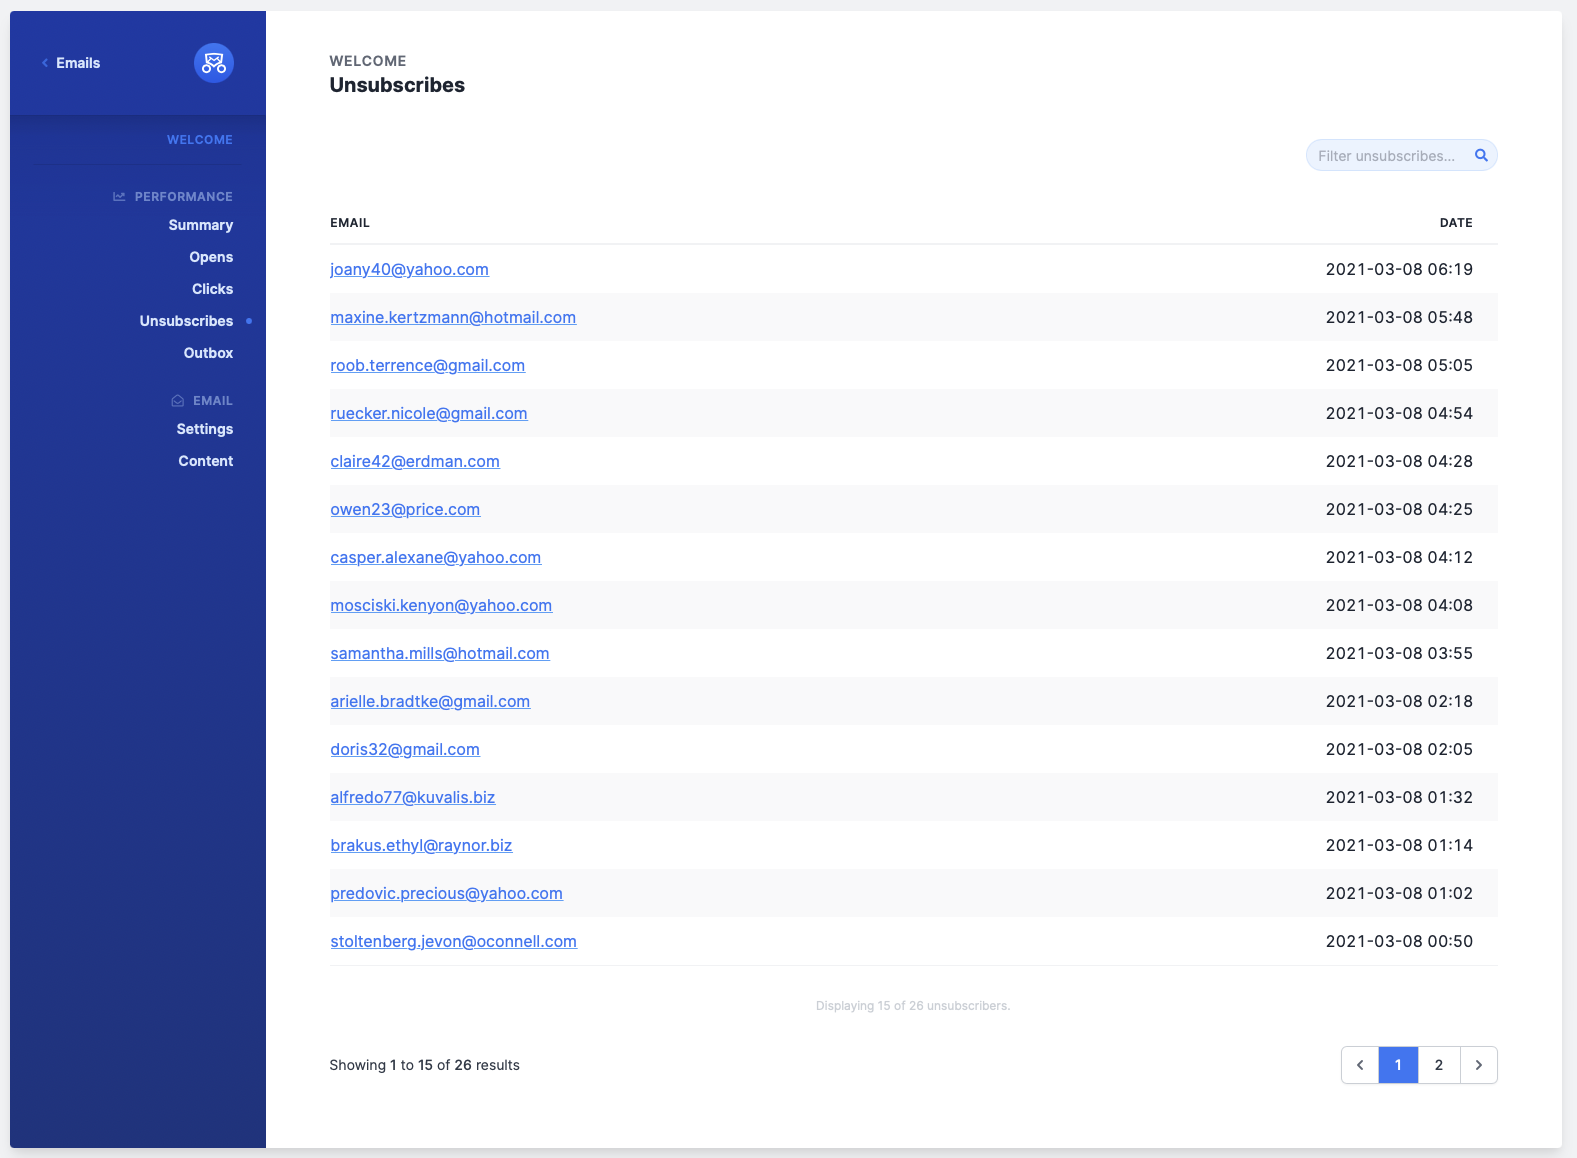 Emails
WELCOME
PERFORMANCE
Summary
Opens
Clicks
Unsubscribes
Outbox
EMAIL
Settings
Content
WELCOME
Unsubscribes
Filter unsubscribes...
EMAIL DATE
joany40@yahoo.com 2021-03-08 06:19
maxine.kertzmann@hotmail.com 2021-03-08 05:48
roob.terrence@gmail.com 2021-03-08 05:05
ruecker.nicole@gmail.com 2021-03-08 04:54
claire42@erdman.com 2021-03-08 04:28
owen23@price.com 2021-03-08 04:25
casper.alexane@yahoo.com 2021-03-08 04:12
mosciski.kenyon@yahoo.com 2021-03-08 04:08
samantha.mills@hotmail.com 2021-03-08 03:55
arielle.bradtke@gmail.com 2021-03-08 02:18
doris32@gmail.com 2021-03-08 02:05
alfredo77@kuvalis.biz 2021-03-08 01:32
brakus.ethyl@raynor.biz 2021-03-08 01:14
predovic.precious@yahoo.com 2021-03-08 01:02
stoltenberg.jevon@oconnell.com 2021-03-08 00:50
Displaying 15 of 26 unsubscribers.
Showing 1 to 15 of 26 results
1 2